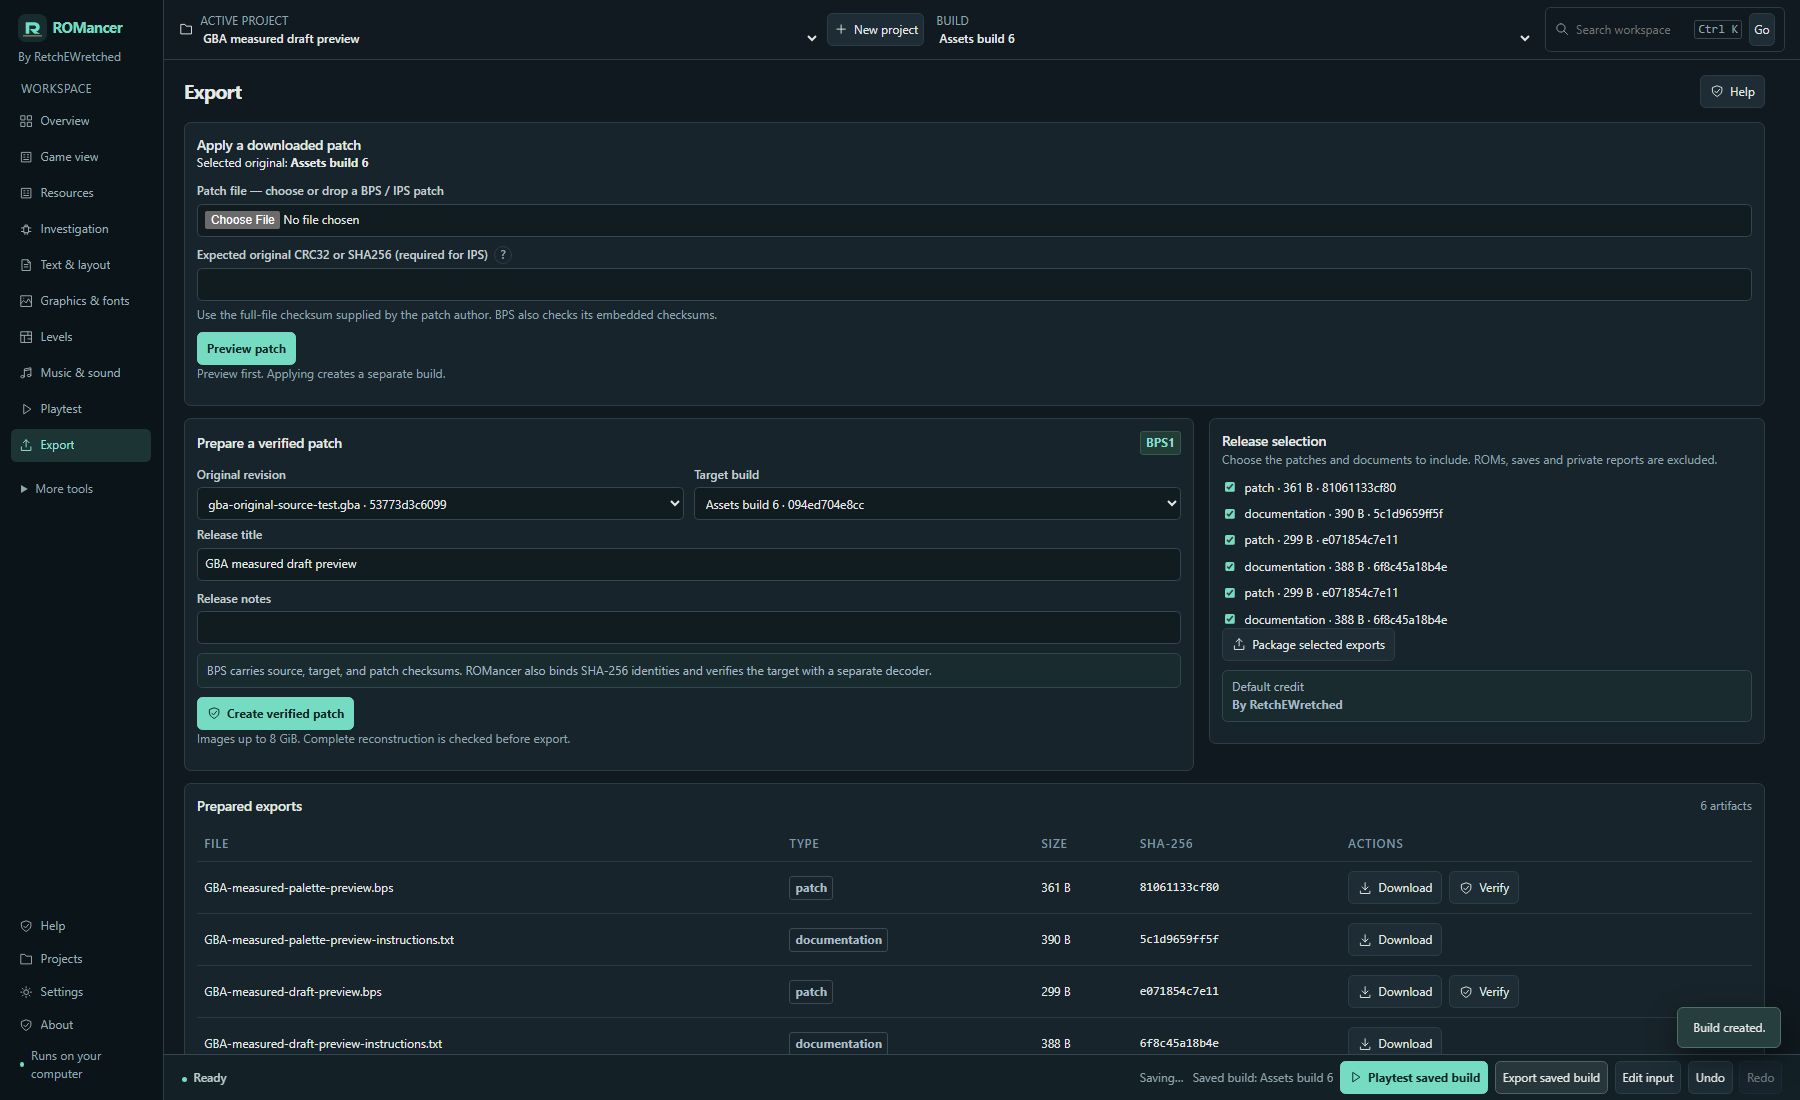 ROMancer
By RetchEWretched
WORKSPACE
Overview
Game view
Resources
Investigation
Text & layout
Graphics & fonts
Levels
Music & sound
Playtest
Export
More tools
Help
Projects
Settings
About
Runs on your
computer
ACTIVE PROJECT
GBA measured draft preview
New project
BUILD
Assets build 6
Search workspace
Ctrl K
Go
Export
Help
Apply a downloaded patch
Selected original: Assets build 6
Patch file — choose or drop a BPS / IPS patch
Choose File No file chosen
Expected original CRC32 or SHA256 (required for IPS) ?
Use the full-file checksum supplied by the patch author. BPS also checks its embedded checksums.
Preview patch
Preview first. Applying creates a separate build.
Prepare a verified patch
BPS1
Original revision
Target build
gba-original-source-test.gba · 53773d3c6099
Assets build 6 · 094ed704e8cc
Release title
GBA measured draft preview
Release notes
BPS carries source, target, and patch checksums. ROMancer also binds SHA-256 identities and verifies the target with a separate decoder.
Create verified patch
Images up to 8 GiB. Complete reconstruction is checked before export.
Release selection
Choose the patches and documents to include. ROMs, saves and private reports are excluded.
patch · 361 B · 81061133cf80
documentation · 390 B · 5c1d9659ff5f
patch · 299 B · e071854c7e11
documentation · 388 B · 6f8c45a18b4e
patch · 299 B · e071854c7e11
documentation · 388 B · 6f8c45a18b4e
Package selected exports
Default credit
By RetchEWretched
Prepared exports
6 artifacts
FILE TYPE SIZE SHA-256 ACTIONS
GBA-measured-palette-preview.bps patch 361 B 81061133cf80 Download Verify
GBA-measured-palette-preview-instructions.txt documentation 390 B 5c1d9659ff5f Download
GBA-measured-draft-preview.bps patch 299 B e071854c7e11 Download Verify
GBA-measured-draft-preview-instructions.txt documentation 388 B 6f8c45a18b4e Download
Build created.
Ready
Saving... Saved build: Assets build 6
Playtest saved build
Export saved build
Edit input
Undo
Redo